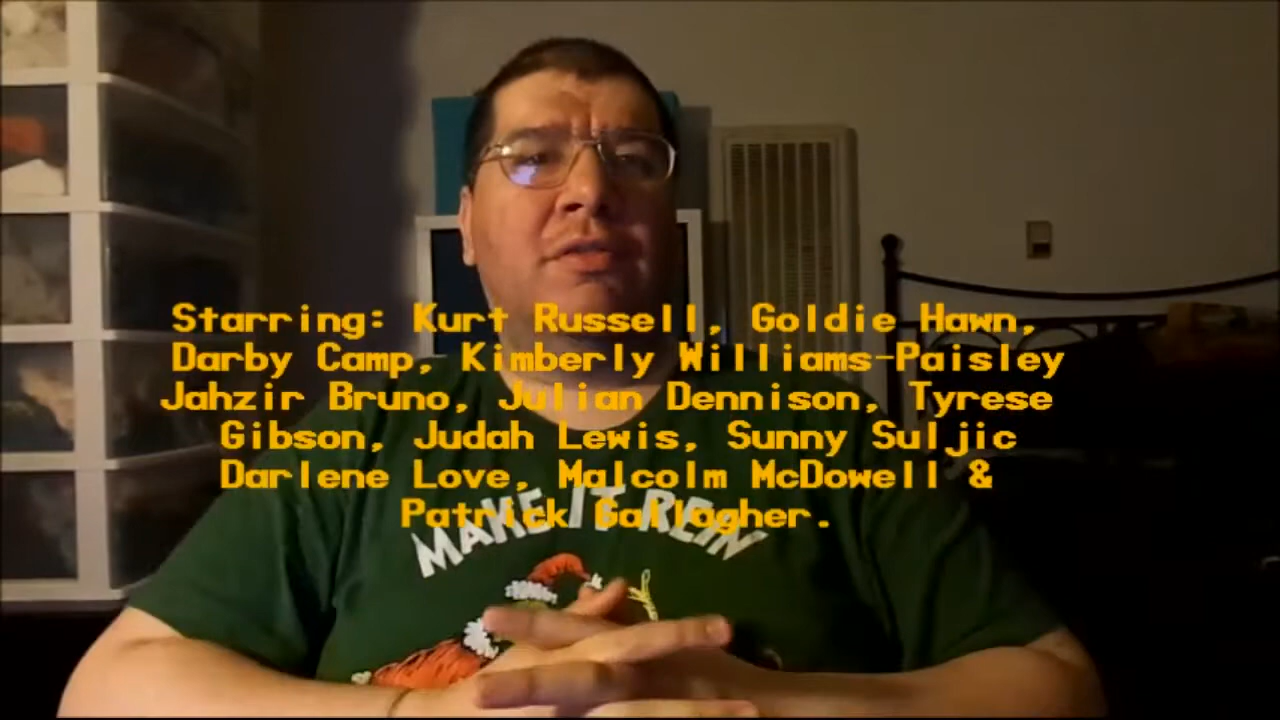 Starring: Kurt Russell, Goldie Hawn,
Darby Camp, Kimberly Williams-Paisley
Jahzir Bruno, Julian Dennison, Tyrese
Gibson, Judah Lewis, Sunny Suljic
Darlene Love, Malcolm McDowell &
Patrick Gallagher.
MAKE IT REIN